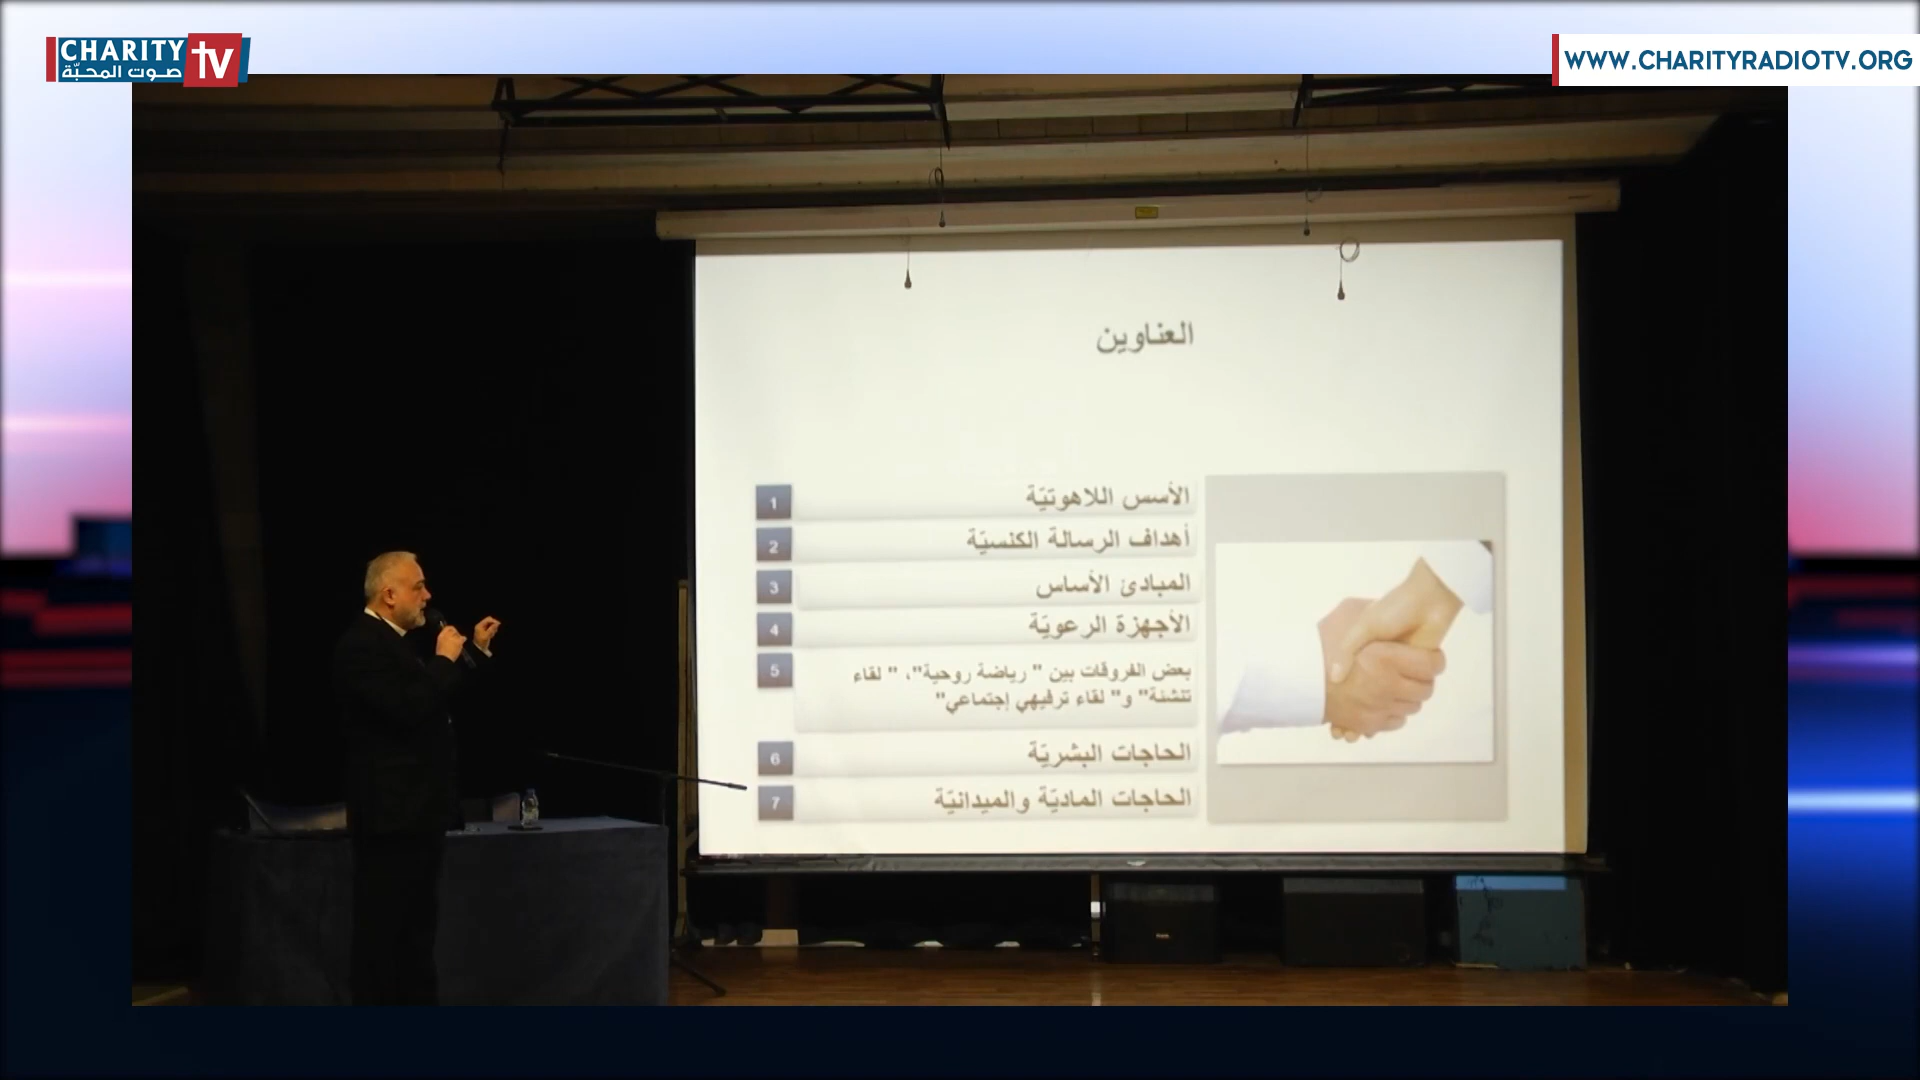 CHARITY tv
صوت المحبّة
WWW.CHARITYRADIOTV.ORG
العناوين
1 الأسس اللاهوتيّة
2 أهداف الرسالة الكنسيّة
3 المبادئ الأساس
4 الأجهزة الرعويّة
5 بعض الفروقات بين " رياضة روحية"، " لقاء
تنشئة" و" لقاء ترفيهي إجتماعي"
6 الحاجات البشريّة
7 الحاجات الماديّة والميدانيّة